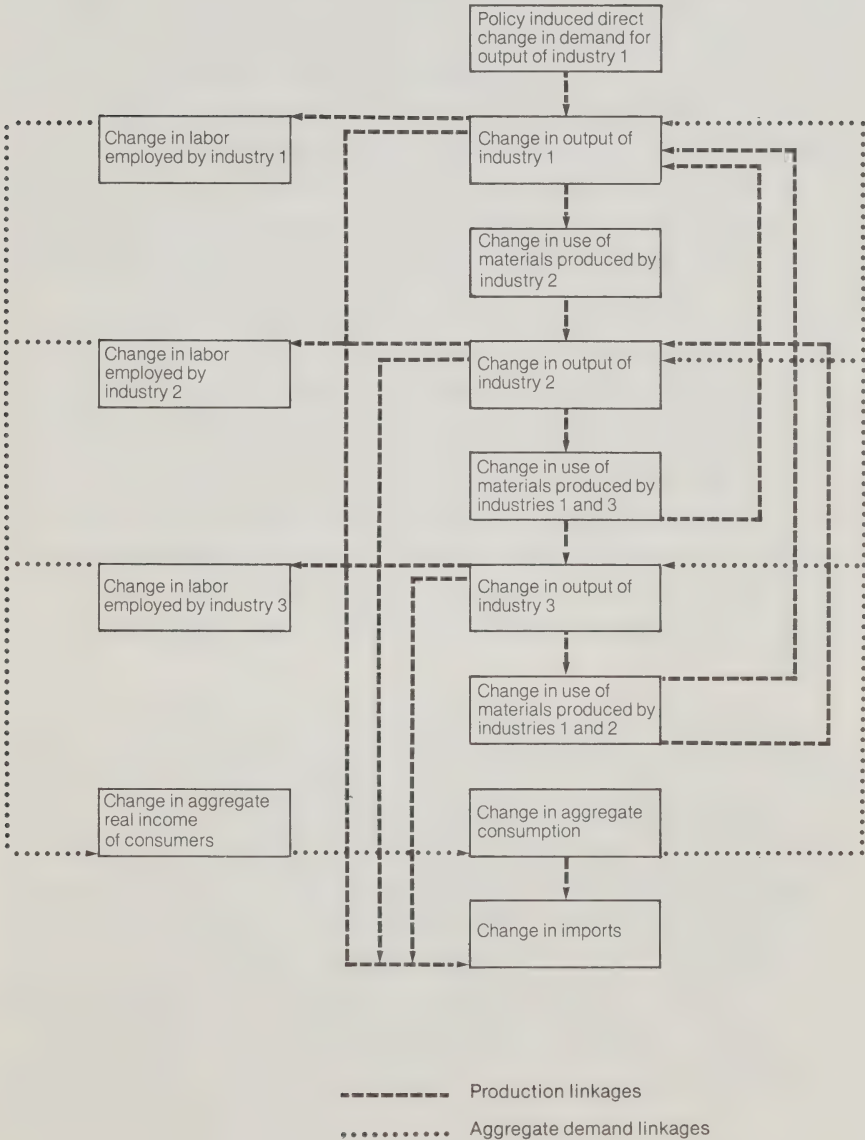 Policy induced direct
change in demand for
output of industry 1
Change in labor
employed by industry 1
Change in output of
industry 1
Change in use of
materials produced by
industry 2
Change in labor
employed by
industry 2
Change in output of
industry 2
Change in use of
materials produced by
industries 1 and 3
Change in labor
employed by industry 3
Change in output of
industry 3
Change in use of
materials produced by
industries 1 and 2
Change in aggregate
real income
of consumers
Change in aggregate
consumption
Change in imports
Production linkages
Aggregate demand linkages